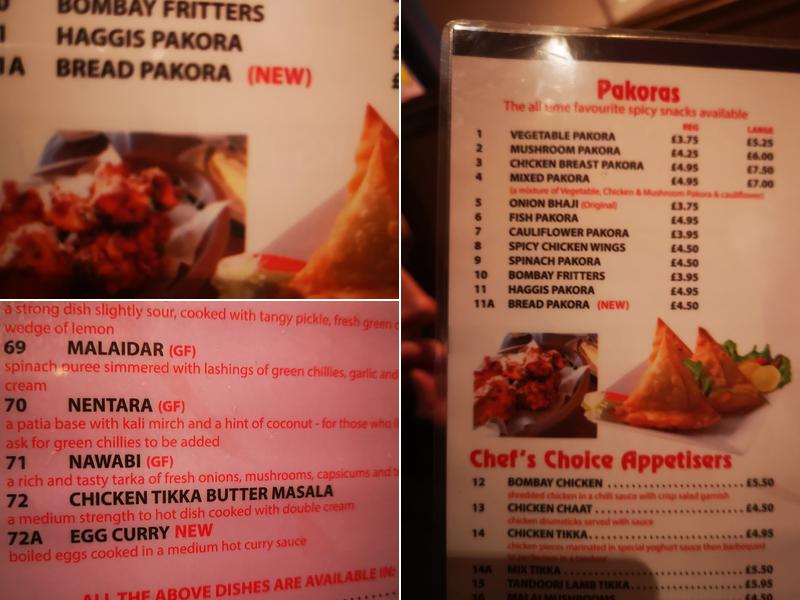 BOMBAY FRITTERS
HAGGIS PAKORA
1A BREAD PAKORA (NEW)
a strong dish slightly sour, cooked with tangy pickle, fresh green
wedge of lemon
69 MALAIDAR (GF)
spinach puree simmered with lashings of green chillies, garlic and
cream
70 NENTARA (GF)
a patia base with kali mirch and a hint of coconut - for those who
ask for green chillies to be added
71 NAWABI (GF)
a rich and tasty tarka of fresh onions, mushrooms, capsicums and
72 CHICKEN TIKKA BUTTER MASALA
a medium strength to hot dish cooked with double cream
72A EGG CURRY NEW
boiled eggs cooked in a medium hot curry sauce
ALL THE ABOVE DISHES ARE AVAILABLE IN:
Pakoras
The all time favourite spicy snacks available
REG LARGE
1 VEGETABLE PAKORA £3.75 £5.25
2 MUSHROOM PAKORA £4.25 £6.00
3 CHICKEN BREAST PAKORA £4.95 £7.50
4 MIXED PAKORA £4.95 £7.00
(a mixture of Vegetable, Chicken & Mushroom Pakora & cauliflower)
5 ONION BHAJI (Original) £3.75
6 FISH PAKORA £4.95
7 CAULIFLOWER PAKORA £3.95
8 SPICY CHICKEN WINGS £4.50
9 SPINACH PAKORA £4.50
10 BOMBAY FRITTERS £3.95
11 HAGGIS PAKORA £4.95
11A BREAD PAKORA (NEW) £4.50
Chef's Choice Appetisers
12 BOMBAY CHICKEN £5.50
shredded chicken in a chilli sauce with crisp salad garnish
13 CHICKEN CHAAT £4.50
chicken drumsticks served with sauce
14 CHICKEN TIKKA £4.95
chicken pieces marinated in special yoghurt sauce then barbequed
to perfection in a tandoor
14A MIX TIKKA £5.50
15 TANDOORI LAMB TIKKA £5.95
16 MALAI MUSHROOMS £4.50